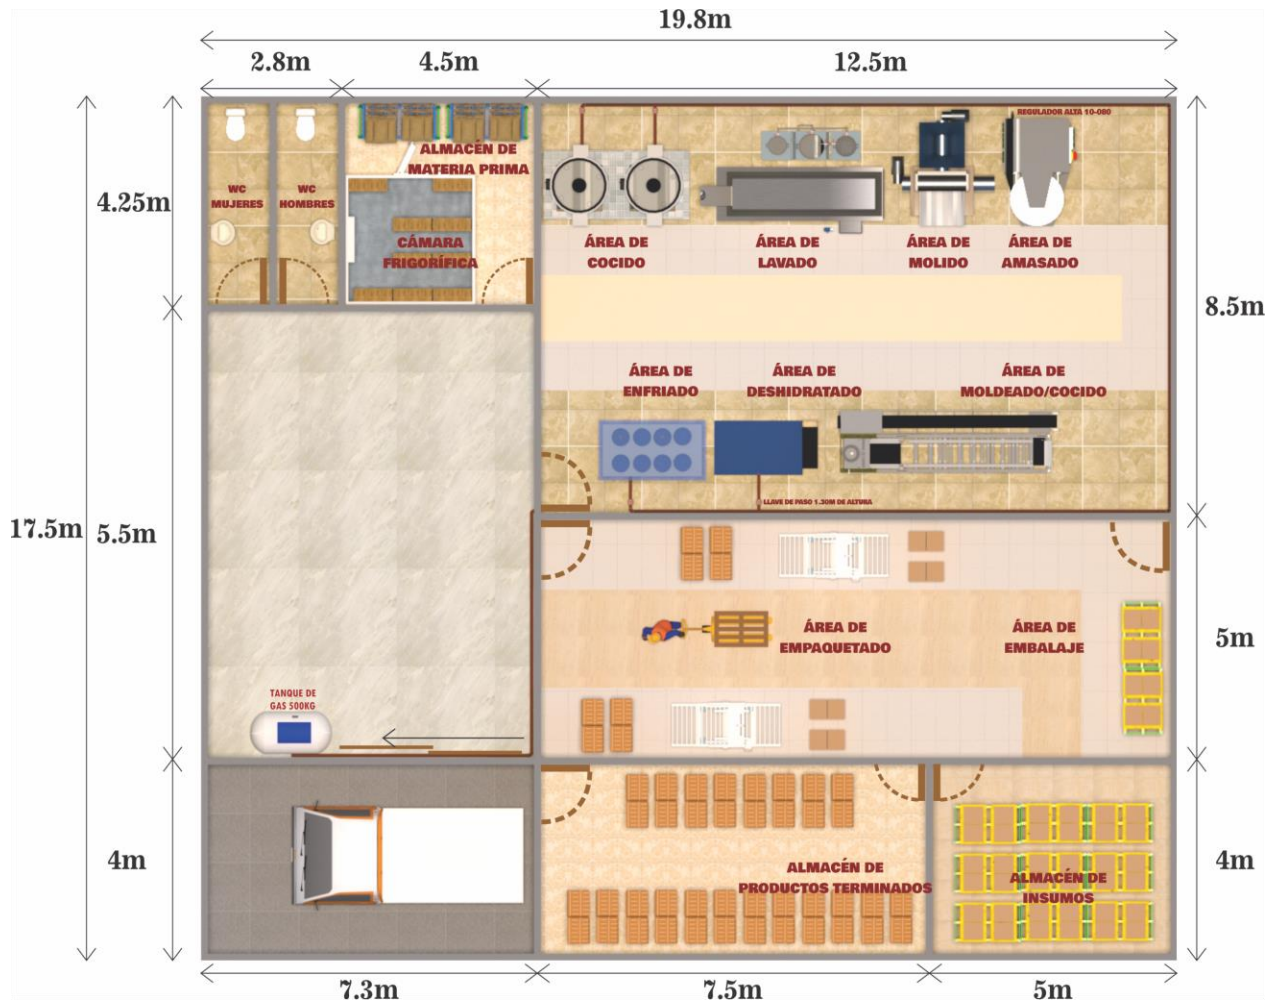 19.8m
2.8m
4.5m
12.5m
REGULADOR ALTA 10-080
ALMACÉN DE
MATERIA PRIMA
WC
MUJERES
WC
HOMBRES
4.25m
CÁMARA
FRIGORÍFICA
ÁREA DE
COCIDO
ÁREA DE
LAVADO
ÁREA DE
MOLIDO
ÁREA DE
AMASADO
8.5m
ÁREA DE
ENFRIADO
ÁREA DE
DESHIDRATADO
ÁREA DE
MOLDEADO/COCIDO
LLAVE DE PASO 1.30M DE ALTURA
17.5m
5.5m
ÁREA DE
EMPAQUETADO
ÁREA DE
EMBALAJE
5m
TANQUE DE
GAS 500KG
4m
ALMACÉN DE
PRODUCTOS TERMINADOS
ALMACÉN DE
INSUMOS
4m
7.3m
7.5m
5m